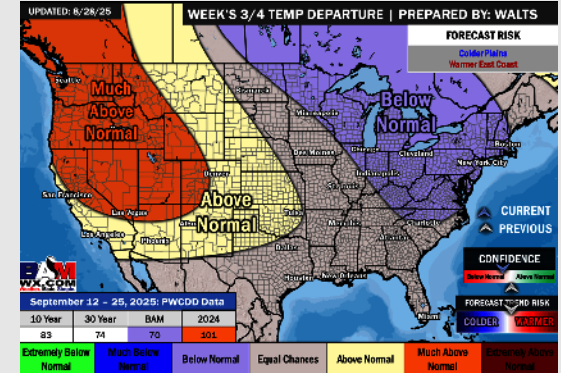 UPDATED: 8/28/25
WEEK'S 3/4 TEMP DEPARTURE | PREPARED BY: WALTS
FORECAST RISK
Colder Plains
Warmer East Coast
Seattle
Much
Above
Normal
Bismarck
Minneapolis
Below
Normal
Boston
Chicago
Cleveland
New York City
Des Moines
Indianapolis
Denver
St. Louis
San Francisco
Las Vegas
Above
Normal
Tulsa
Los Angeles
Phoenix
Memphis
Charlotte
Atlanta
Dallas
CURRENT
PREVIOUS
Houston
New Orleans
Miami
CONFIDENCE
Below Normal
Above Normal
FORECAST TREND RISK
COLDER
WARMER
BAM
WX.COM
September 12 – 25, 2025: PWCDD Data
10 Year 30 Year BAM 2024
83 74 70 101
Extremely Below Normal
Much Below Normal
Below Normal
Equal Chances
Above Normal
Much Above Normal
Extremely Above Normal